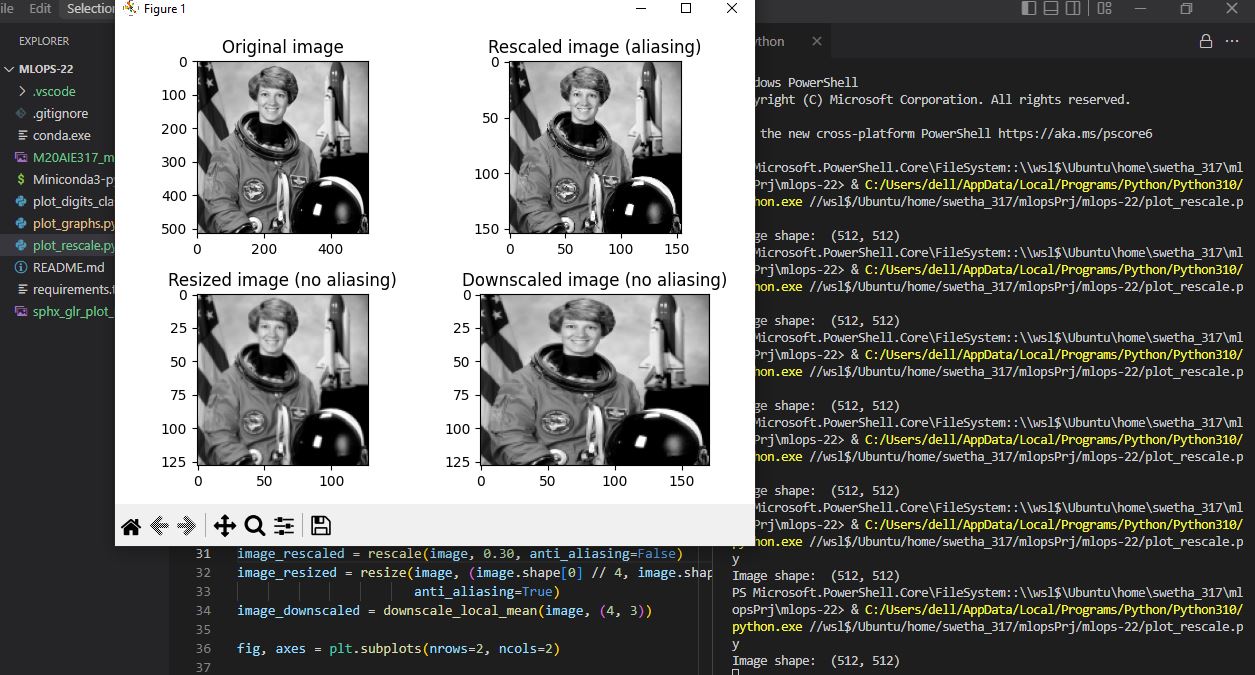 ile Edit Selection
Figure 1
EXPLORER
MLOPS-22
.vscode
.gitignore
conda.exe
M20AIE317_m
Miniconda3-py
plot_digits_cla
plot_graphs.py
plot_rescale.py
README.md
requirements.t
sphx_glr_plot_
Original image
0
100
200
300
400
500
0 200 400
Rescaled image (aliasing)
0
50
100
150
0 50 100 150
Resized image (no aliasing)
0
25
50
75
100
125
0 50 100
Downscaled image (no aliasing)
0
25
50
75
100
125
0 50 100 150
31 image_rescaled = rescale(image, 0.30, anti_aliasing=False)
32 image_resized = resize(image, (image.shape[0] // 4, image.shap
33 anti_aliasing=True)
34 image_downscaled = downscale_local_mean(image, (4, 3))
35
36 fig, axes = plt.subplots(nrows=2, ncols=2)
37
ython
dows PowerShell
yright (C) Microsoft Corporation. All rights reserved.
the new cross-platform PowerShell https://aka.ms/pscore6
Microsoft.PowerShell.Core\FileSystem::\\wsl$\Ubuntu\home\swetha_317\ml
Prj\mlops-22> & C:/Users/dell/AppData/Local/Programs/Python/Python310/
hon.exe //wsl$/Ubuntu/home/swetha_317/mlopsPrj/mlops-22/plot_rescale.p
ge shape: (512, 512)
Microsoft.PowerShell.Core\FileSystem::\\wsl$\Ubuntu\home\swetha_317\ml
Prj\mlops-22> & C:/Users/dell/AppData/Local/Programs/Python/Python310/
hon.exe //wsl$/Ubuntu/home/swetha_317/mlopsPrj/mlops-22/plot_rescale.p
ge shape: (512, 512)
Microsoft.PowerShell.Core\FileSystem::\\wsl$\Ubuntu\home\swetha_317\ml
Prj\mlops-22> & C:/Users/dell/AppData/Local/Programs/Python/Python310/
hon.exe //wsl$/Ubuntu/home/swetha_317/mlopsPrj/mlops-22/plot_rescale.p
ge shape: (512, 512)
Microsoft.PowerShell.Core\FileSystem::\\wsl$\Ubuntu\home\swetha_317\ml
Prj\mlops-22> & C:/Users/dell/AppData/Local/Programs/Python/Python310/
hon.exe //wsl$/Ubuntu/home/swetha_317/mlopsPrj/mlops-22/plot_rescale.p
ge shape: (512, 512)
Microsoft.PowerShell.Core\FileSystem::\\wsl$\Ubuntu\home\swetha_317\ml
Prj\mlops-22> & C:/Users/dell/AppData/Local/Programs/Python/Python310/
python.exe //wsl$/Ubuntu/home/swetha_317/mlopsPrj/mlops-22/plot_rescale.p
y
Image shape: (512, 512)
PS Microsoft.PowerShell.Core\FileSystem::\\wsl$\Ubuntu\home\swetha_317\ml
opsPrj\mlops-22> & C:/Users/dell/AppData/Local/Programs/Python/Python310/
python.exe //wsl$/Ubuntu/home/swetha_317/mlopsPrj/mlops-22/plot_rescale.p
y
Image shape: (512, 512)